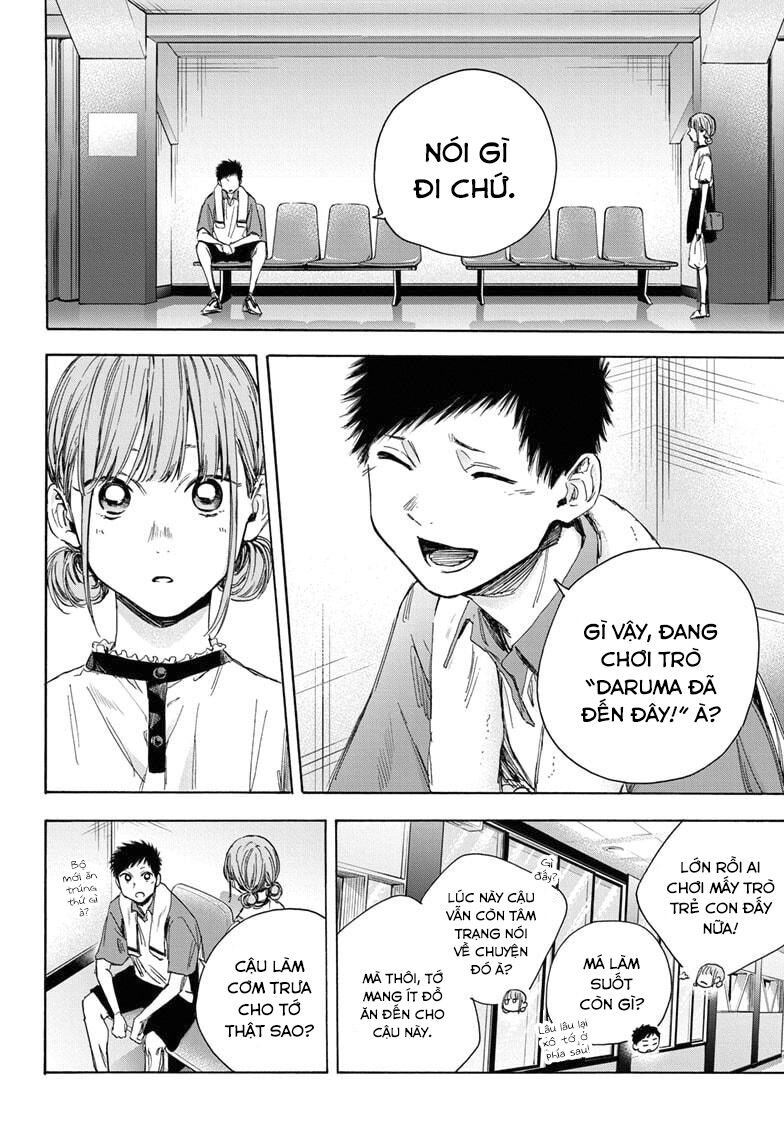 NÓI GÌ
ĐI CHỨ.
GÌ VẬY, ĐANG
CHƠI TRÒ
“DARUMA ĐÃ
ĐẾN ĐÂY!” À?
LỚN RỒI AI
CHƠI MẤY TRÒ
TRẺ CON ĐẤY
NỮA!
MÁ LÀM
SUỐT
CÒN GÌ?
Lâu lâu lại
xô tớ ở
phía sau!
Gì
đấy?
LÚC NÀY CẬU
VẪN CÒN TÂM
TRẠNG NÓI
VỀ CHUYỆN
ĐÓ À?
MÀ THÔI, TỚ
MANG ÍT ĐỒ
ĂN ĐẾN CHO
CẬU NÀY.
CẬU LÀM
CƠM TRƯA
CHO TỚ
THẬT SAO?
Bộ
mới ăn
trúng
thứ gì
à?